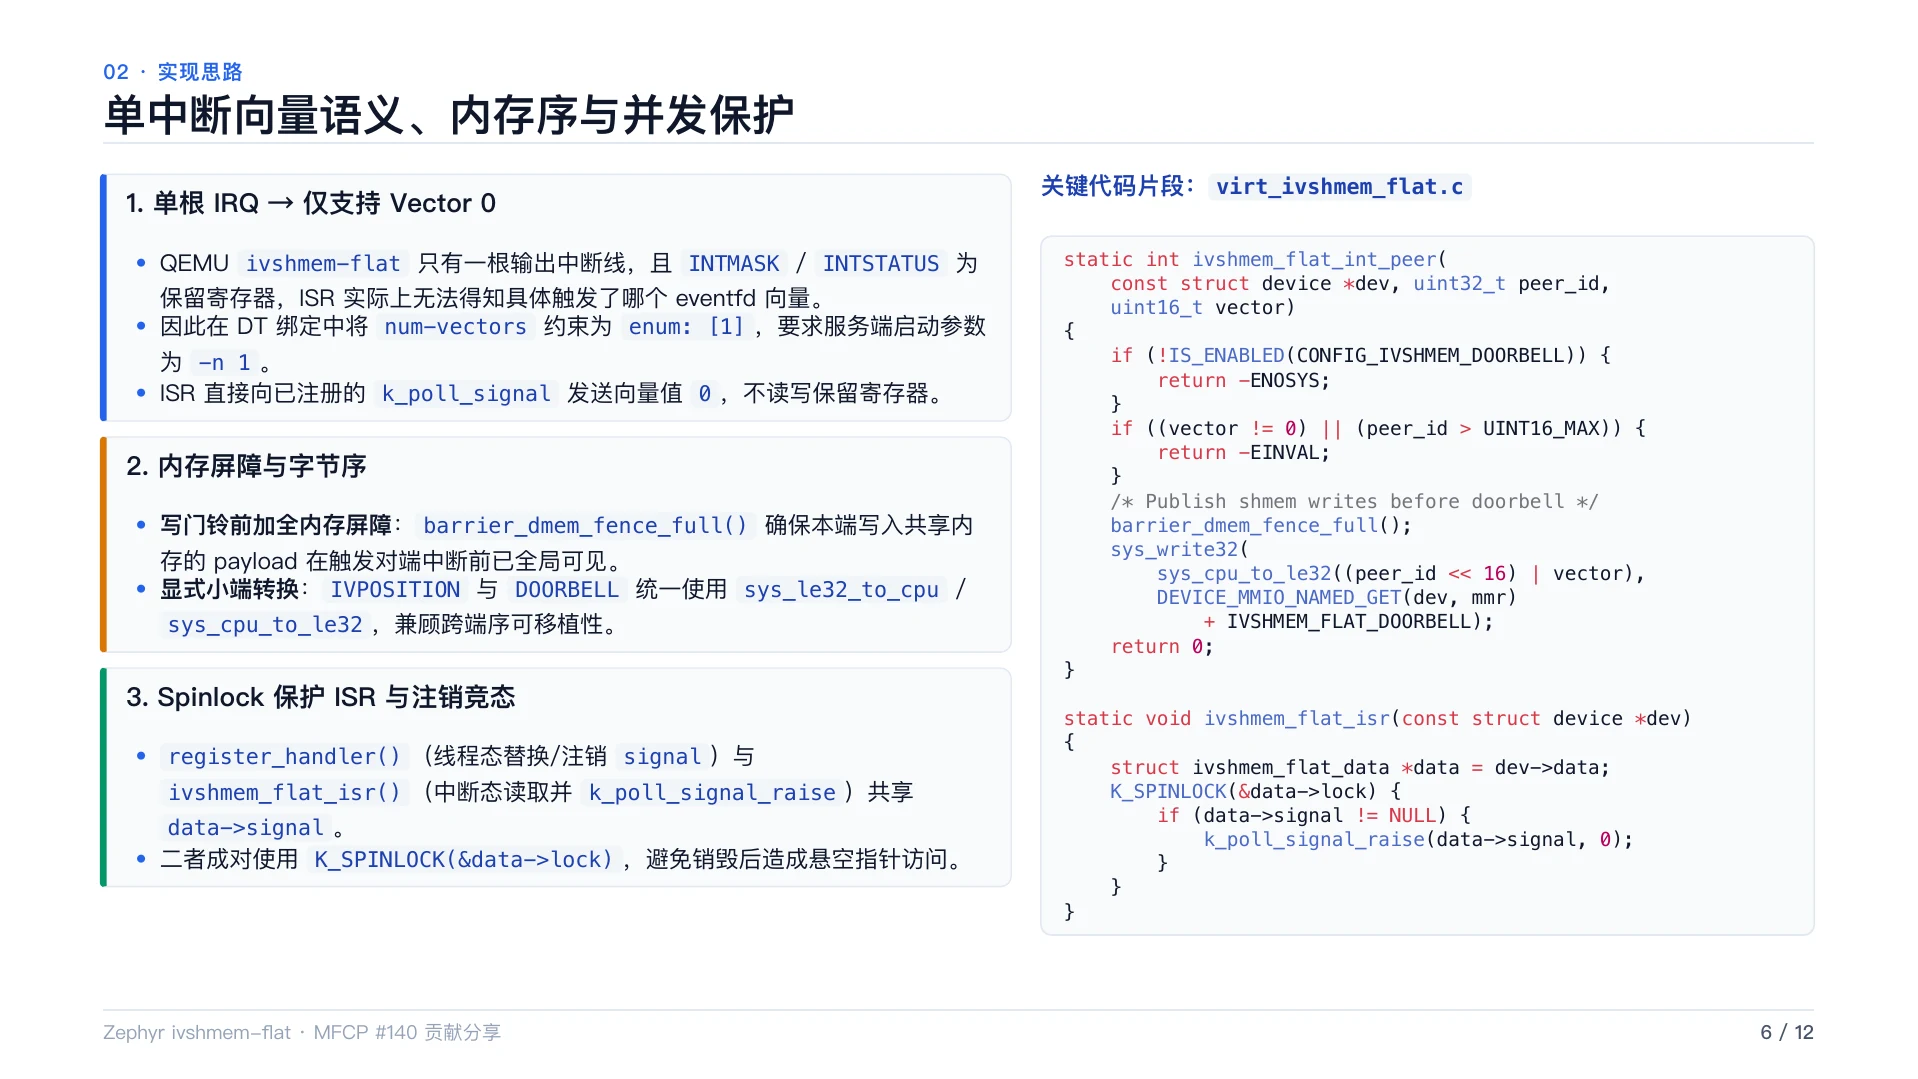 02 · 实现思路
单中断向量语义、内存序与并发保护
1. 单根 IRQ → 仅支持 Vector 0
• QEMU ivshmem-flat 只有一根输出中断线，且 INTMASK / INTSTATUS 为
保留寄存器，ISR 实际上无法得知具体触发了哪个 eventfd 向量。
• 因此在 DT 绑定中将 num-vectors 约束为 enum: [1]，要求服务端启动参数
为 -n 1。
• ISR 直接向已注册的 k_poll_signal 发送向量值 0，不读写保留寄存器。
2. 内存屏障与字节序
• 写门铃前加全内存屏障：barrier_dmem_fence_full() 确保本端写入共享内
存的 payload 在触发对端中断前已全局可见。
• 显式小端转换：IVPOSITION 与 DOORBELL 统一使用 sys_le32_to_cpu /
sys_cpu_to_le32，兼顾跨端序可移植性。
3. Spinlock 保护 ISR 与注销竞态
• register_handler()（线程态替换/注销 signal）与
ivshmem_flat_isr()（中断态读取并 k_poll_signal_raise）共享
data->signal。
• 二者成对使用 K_SPINLOCK(&data->lock)，避免销毁后造成悬空指针访问。
关键代码片段：virt_ivshmem_flat.c
static int ivshmem_flat_int_peer(
    const struct device *dev, uint32_t peer_id,
    uint16_t vector)
{
    if (!IS_ENABLED(CONFIG_IVSHMEM_DOORBELL)) {
        return -ENOSYS;
    }
    if ((vector != 0) || (peer_id > UINT16_MAX)) {
        return -EINVAL;
    }
    /* Publish shmem writes before doorbell */
    barrier_dmem_fence_full();
    sys_write32(
        sys_cpu_to_le32((peer_id << 16) | vector),
        DEVICE_MMIO_NAMED_GET(dev, mmr)
            + IVSHMEM_FLAT_DOORBELL);
    return 0;
}
static void ivshmem_flat_isr(const struct device *dev)
{
    struct ivshmem_flat_data *data = dev->data;
    K_SPINLOCK(&data->lock) {
        if (data->signal != NULL) {
            k_poll_signal_raise(data->signal, 0);
        }
    }
}
Zephyr ivshmem-flat · MFCP #140 贡献分享
6 / 12